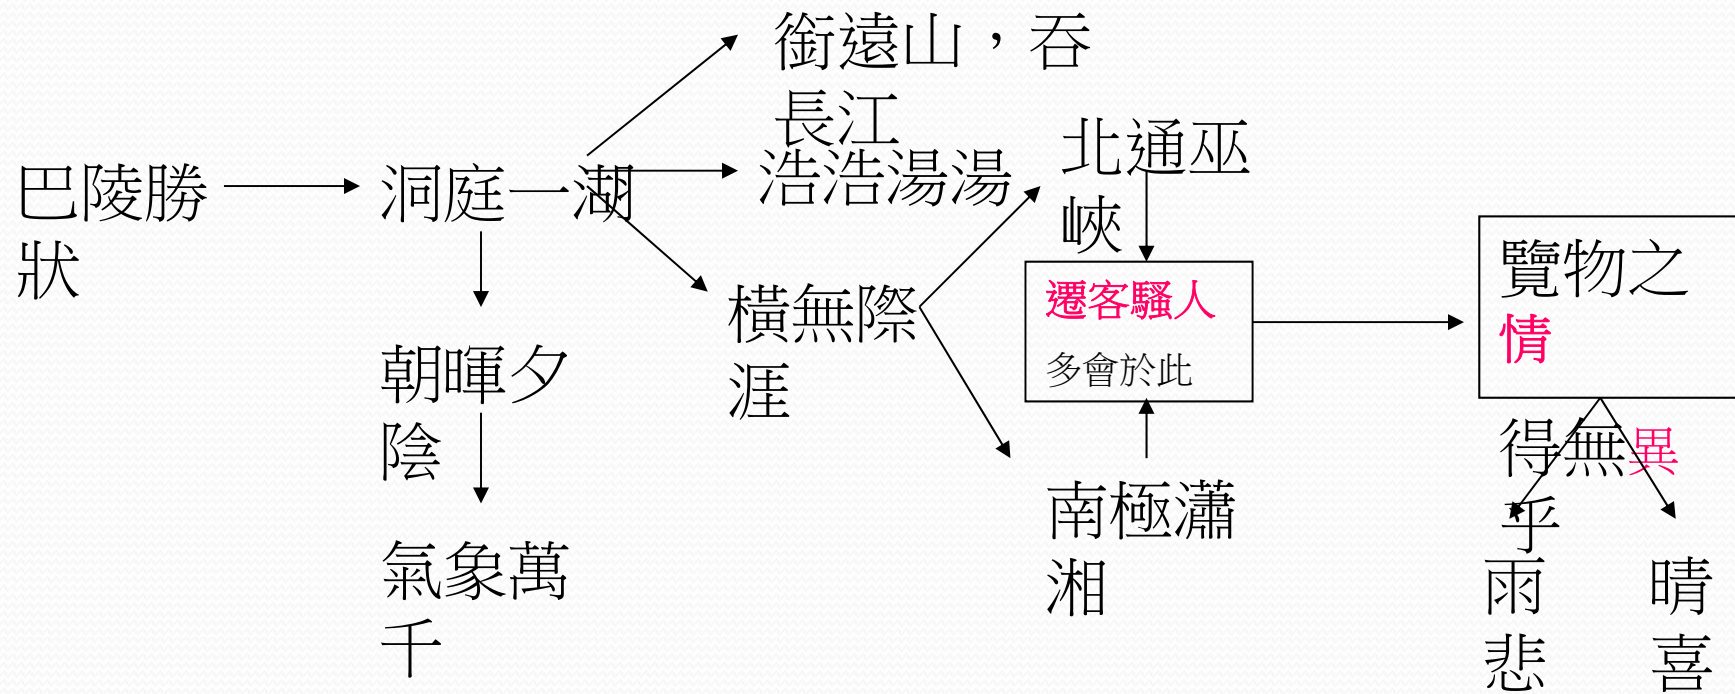 巴陵勝
狀
洞庭一湖
朝暉夕
陰
氣象萬
千
銜遠山，吞
長江
浩浩湯湯
橫無際
涯
北通巫
峽
遷客騷人
多會於此
南極瀟
湘
覽物之
情
得無異
乎
雨
悲
晴
喜